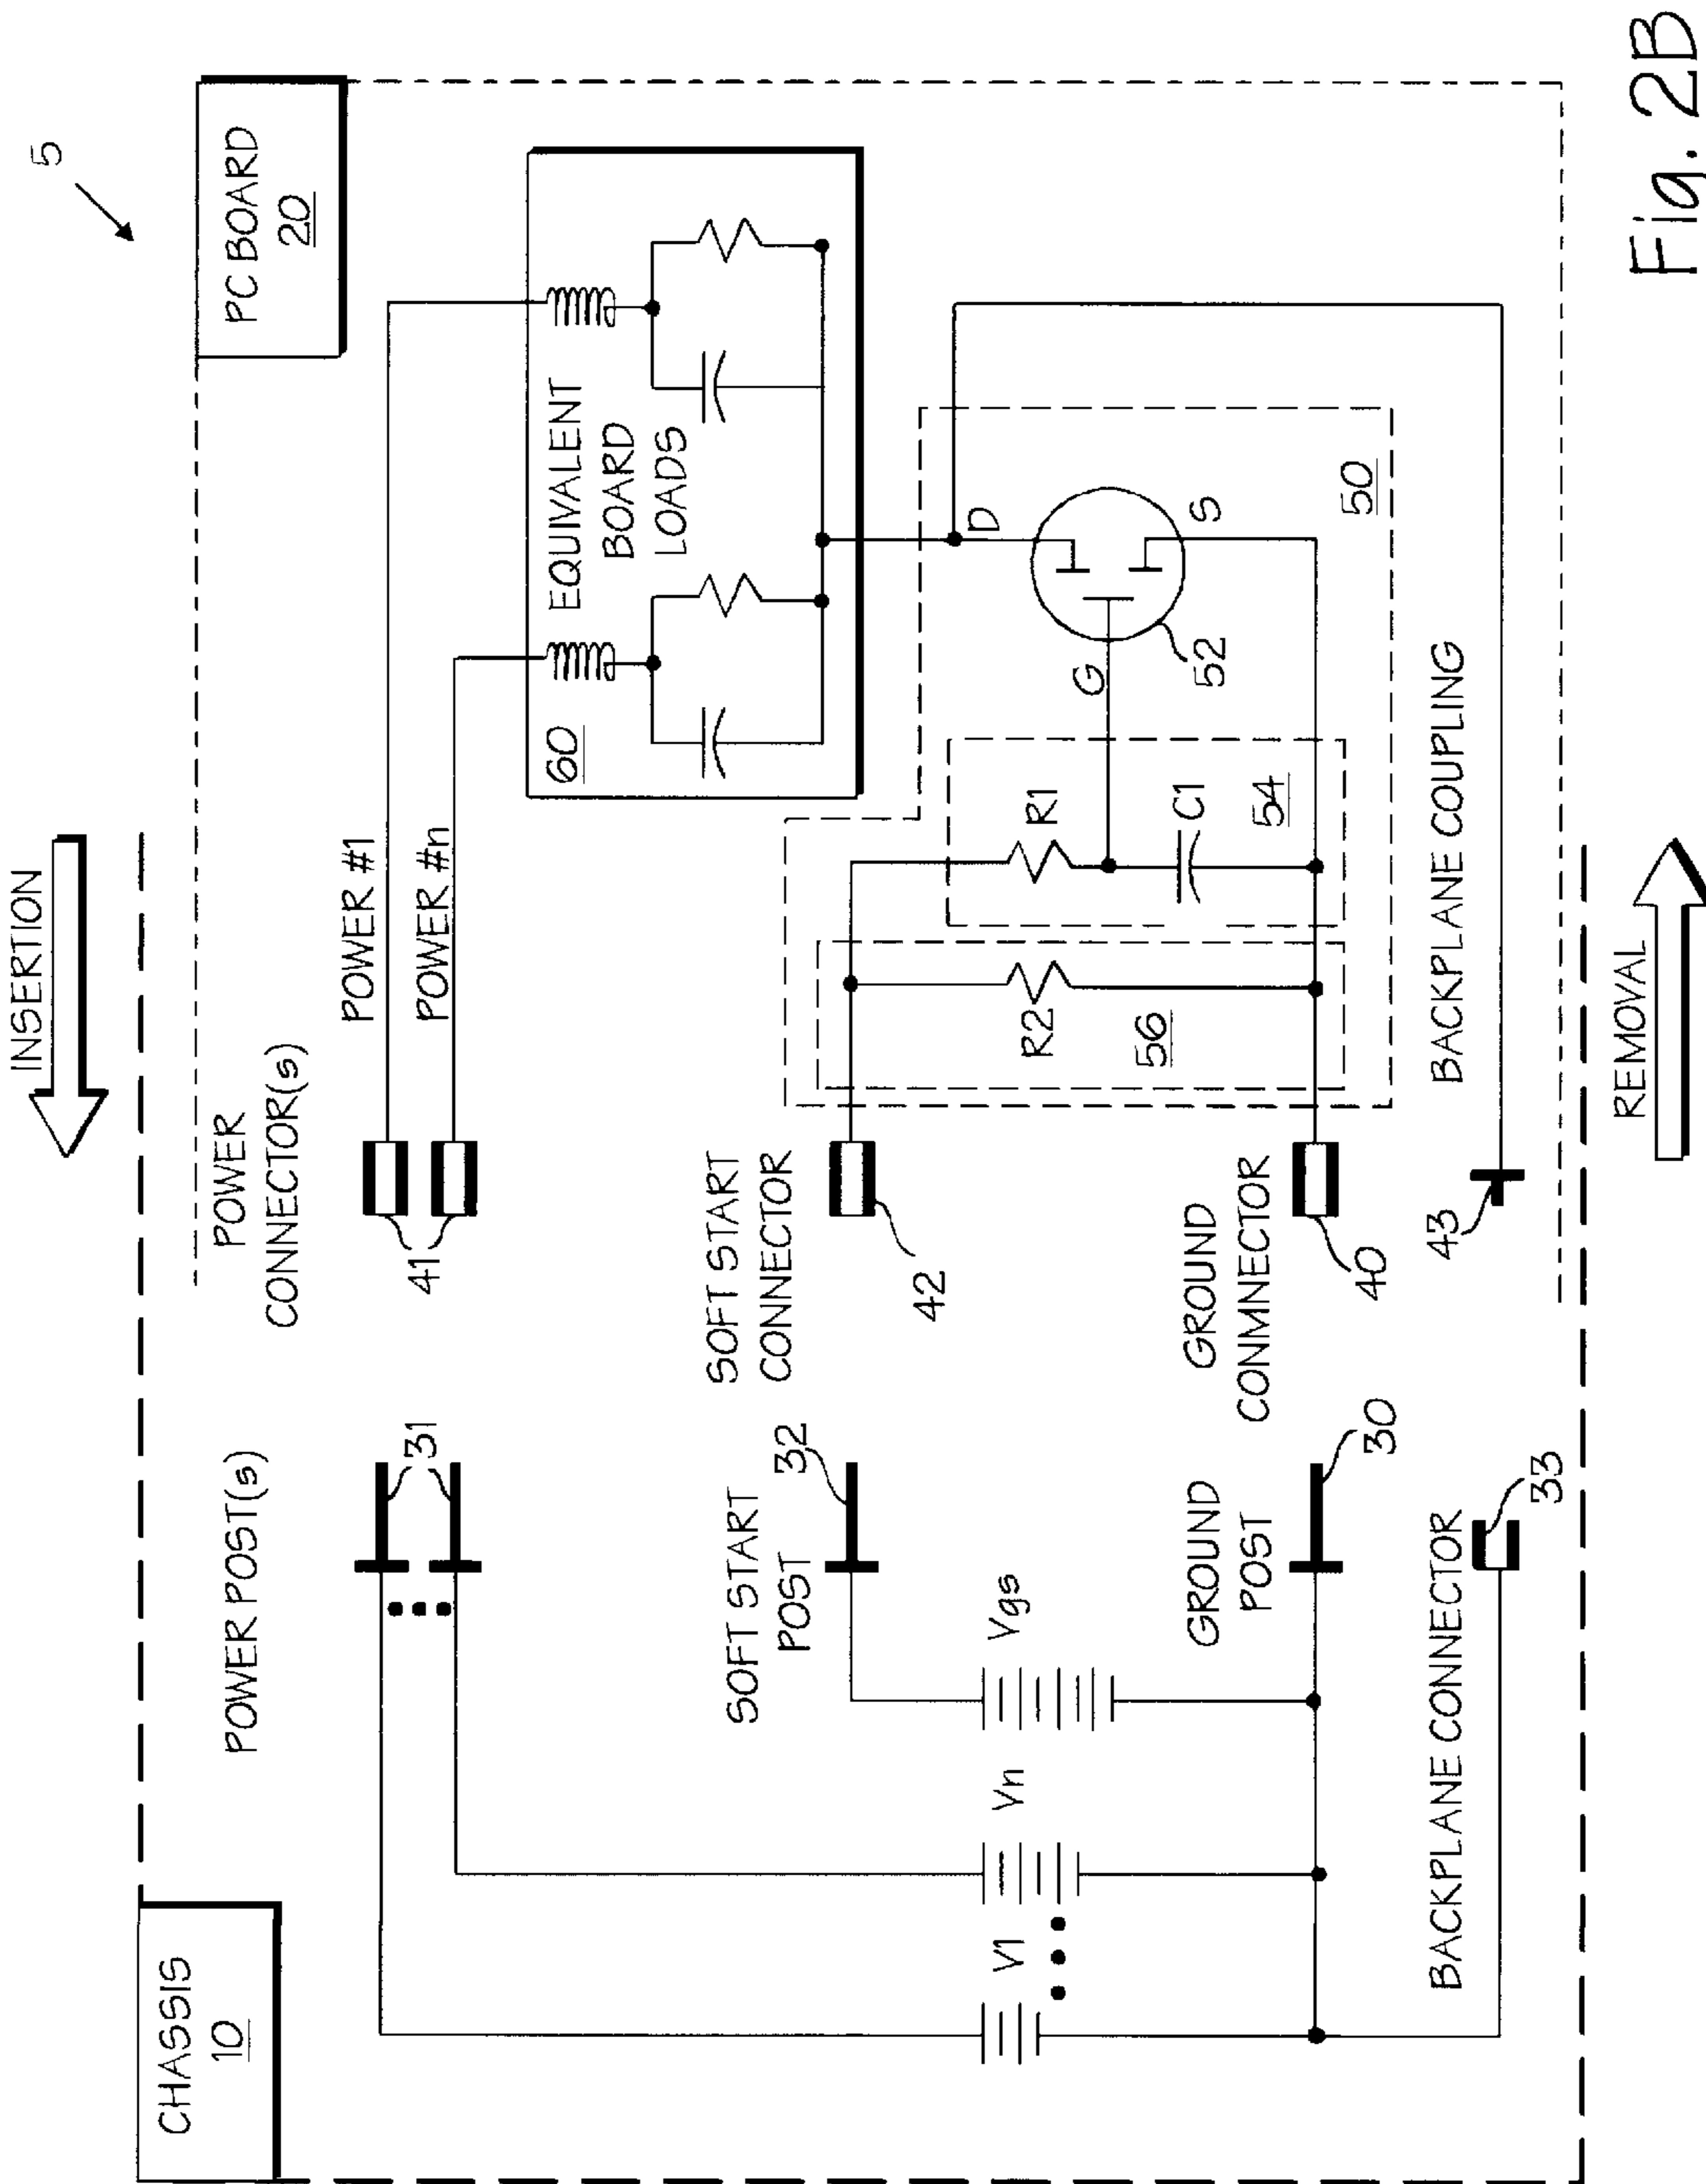 INSERTION
5
PC BOARD
20
POWER
CONNECTOR(s)
POWER #1
POWER #n
41
EQUIVALENT
BOARD
LOADS
60
SOFT START
CONNECTOR
42
R2
56
R1
C1
54
G
D
S
52
50
GROUND
CONMNECTOR
40
BACKPLANE COUPLING
43
CHASSIS
10
POWER POST(s)
31
SOFT START
POST
32
V1
Vn
Vgs
GROUND
POST
30
BACKPLANE CONNECTOR
33
REMOVAL
Fig. 2B